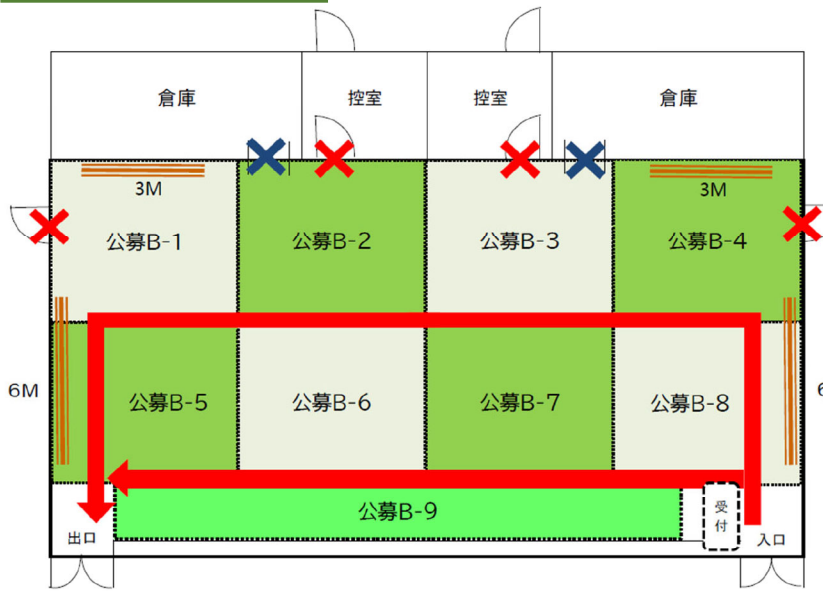 倉庫
控室
控室
倉庫
3M
3M
公募B-1
公募B-2
公募B-3
公募B-4
6M
6
公募B-5
公募B-6
公募B-7
公募B-8
公募B-9
受付
出口
入口